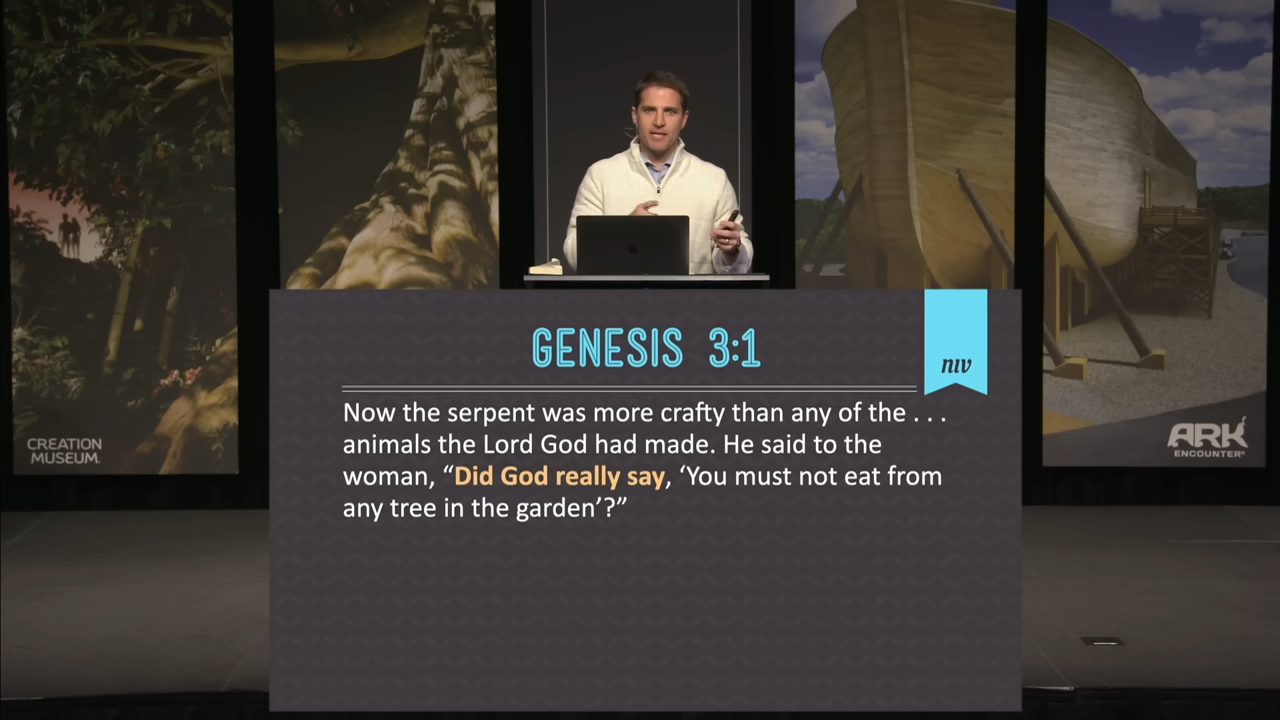 CREATION
MUSEUM
ARK
ENCOUNTER
GENESIS 3:1
niv
Now the serpent was more crafty than any of the . . .
animals the Lord God had made. He said to the
woman, “Did God really say, ‘You must not eat from
any tree in the garden’?”